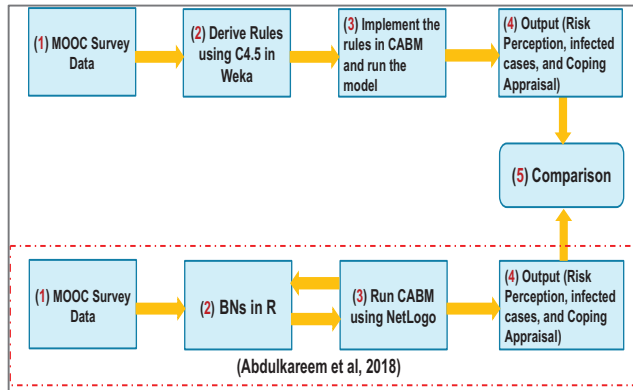 (1) MOOC Survey
Data
(2) Derive Rules
using C4.5 in
Weka
(3) Implement the
rules in CABM
and run the
model
(4) Output (Risk
Perception, infected
cases, and Coping
Appraisal)
(5) Comparison
(1) MOOC Survey
Data
(2) BNs in R
(3) Run CABM
using NetLogo
(4) Output (Risk
Perception, infected
cases, and Coping
Appraisal)
(Abdulkareem et al, 2018)